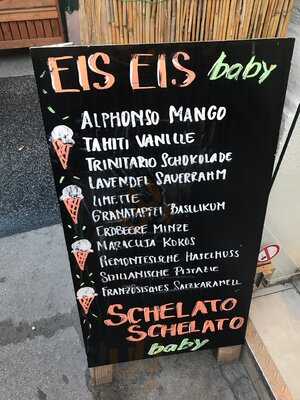 EIS EIS baby
ALPHONSO MANGO
TAHITI VANILLE
TRINITARIO SCHOKOLADE
LAVENDEL SAUERRAHM
LIMETTE
GRANATAPFEL BASILIKUM
ERDBEERE MINZE
MARACUJA KOKOS
PIEMONTESISCHE HASELNUSS
SIZILIANISCHE PISTAZIE
FRANZÖSISCHES SALZKARAMELL
SCHELATO
SCHELATO
baby